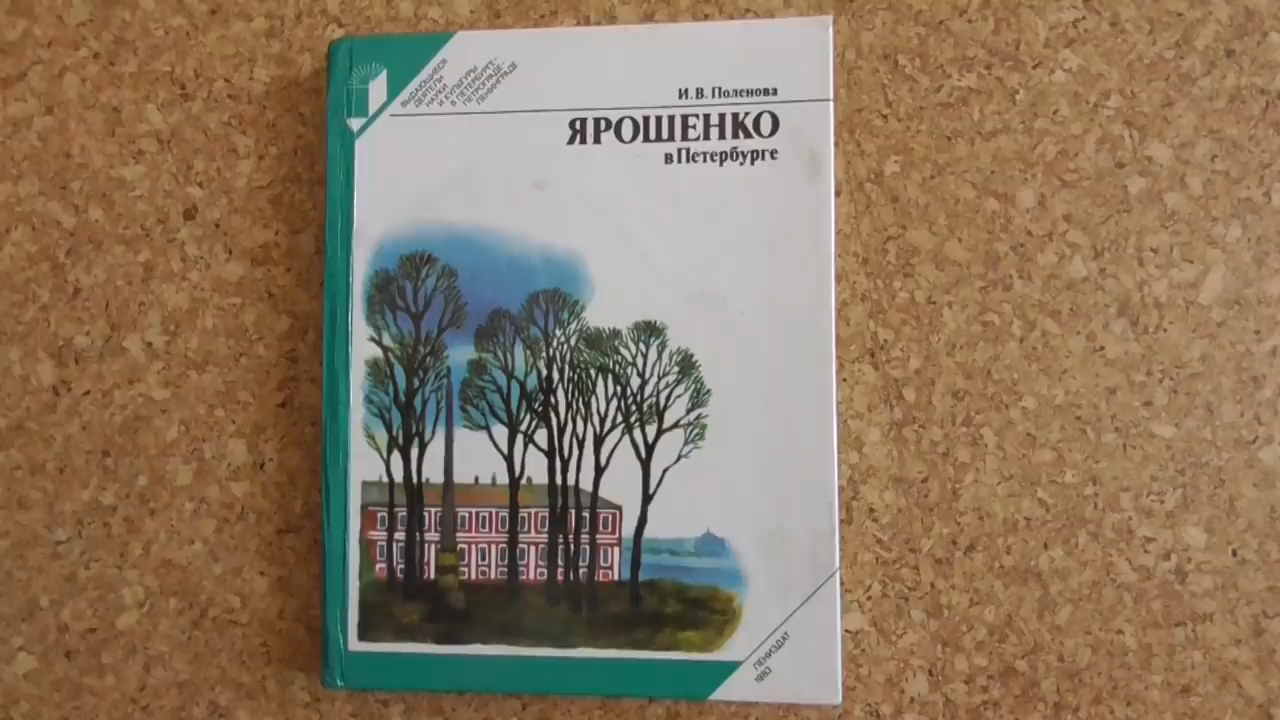 ВЫДАЮЩИЕСЯ
ДЕЯТЕЛИ
НАУКИ
И КУЛЬТУРЫ
В ПЕТЕРБУРГЕ-
ПЕТРОГРАДЕ-
ЛЕНИНГРАДЕ
И. В. Поленова
ЯРОШЕНКО
в Петербурге
ЛЕНИЗДАТ
1983